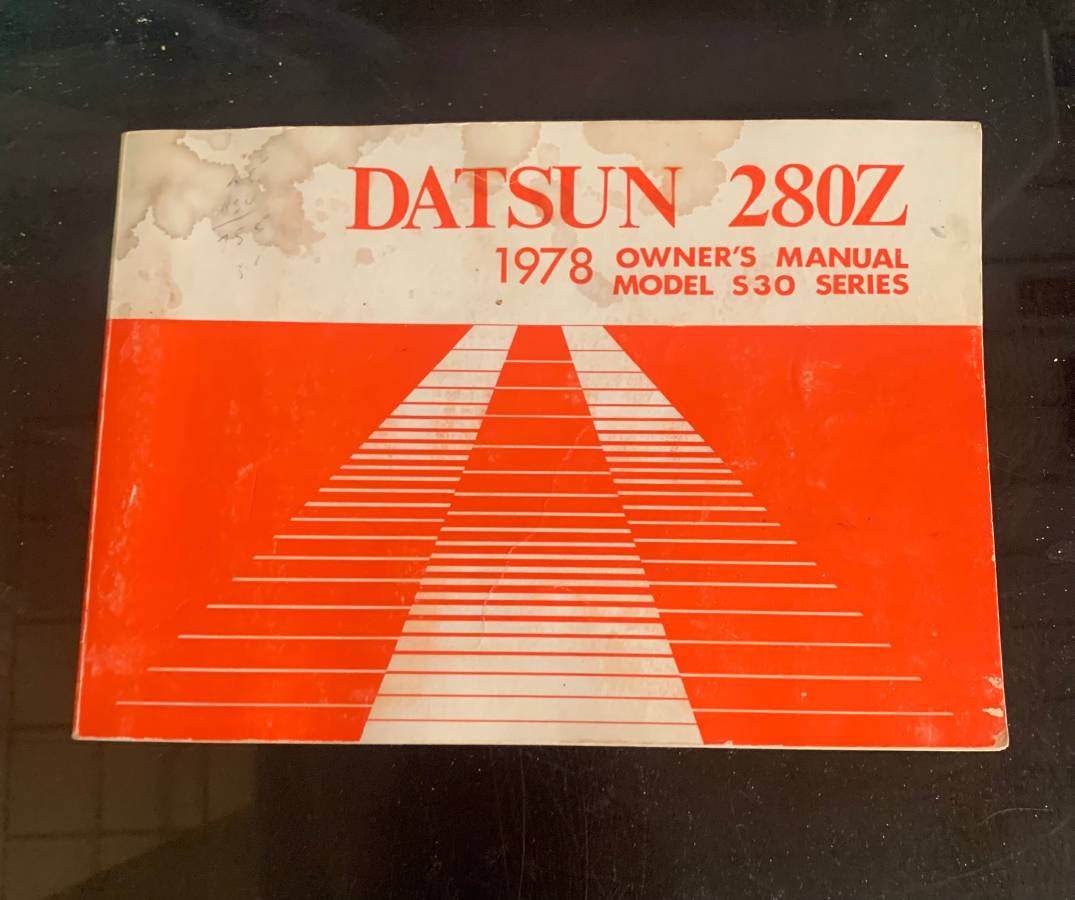 DATSUN 280Z
1978 OWNER'S MANUAL
MODEL S30 SERIES